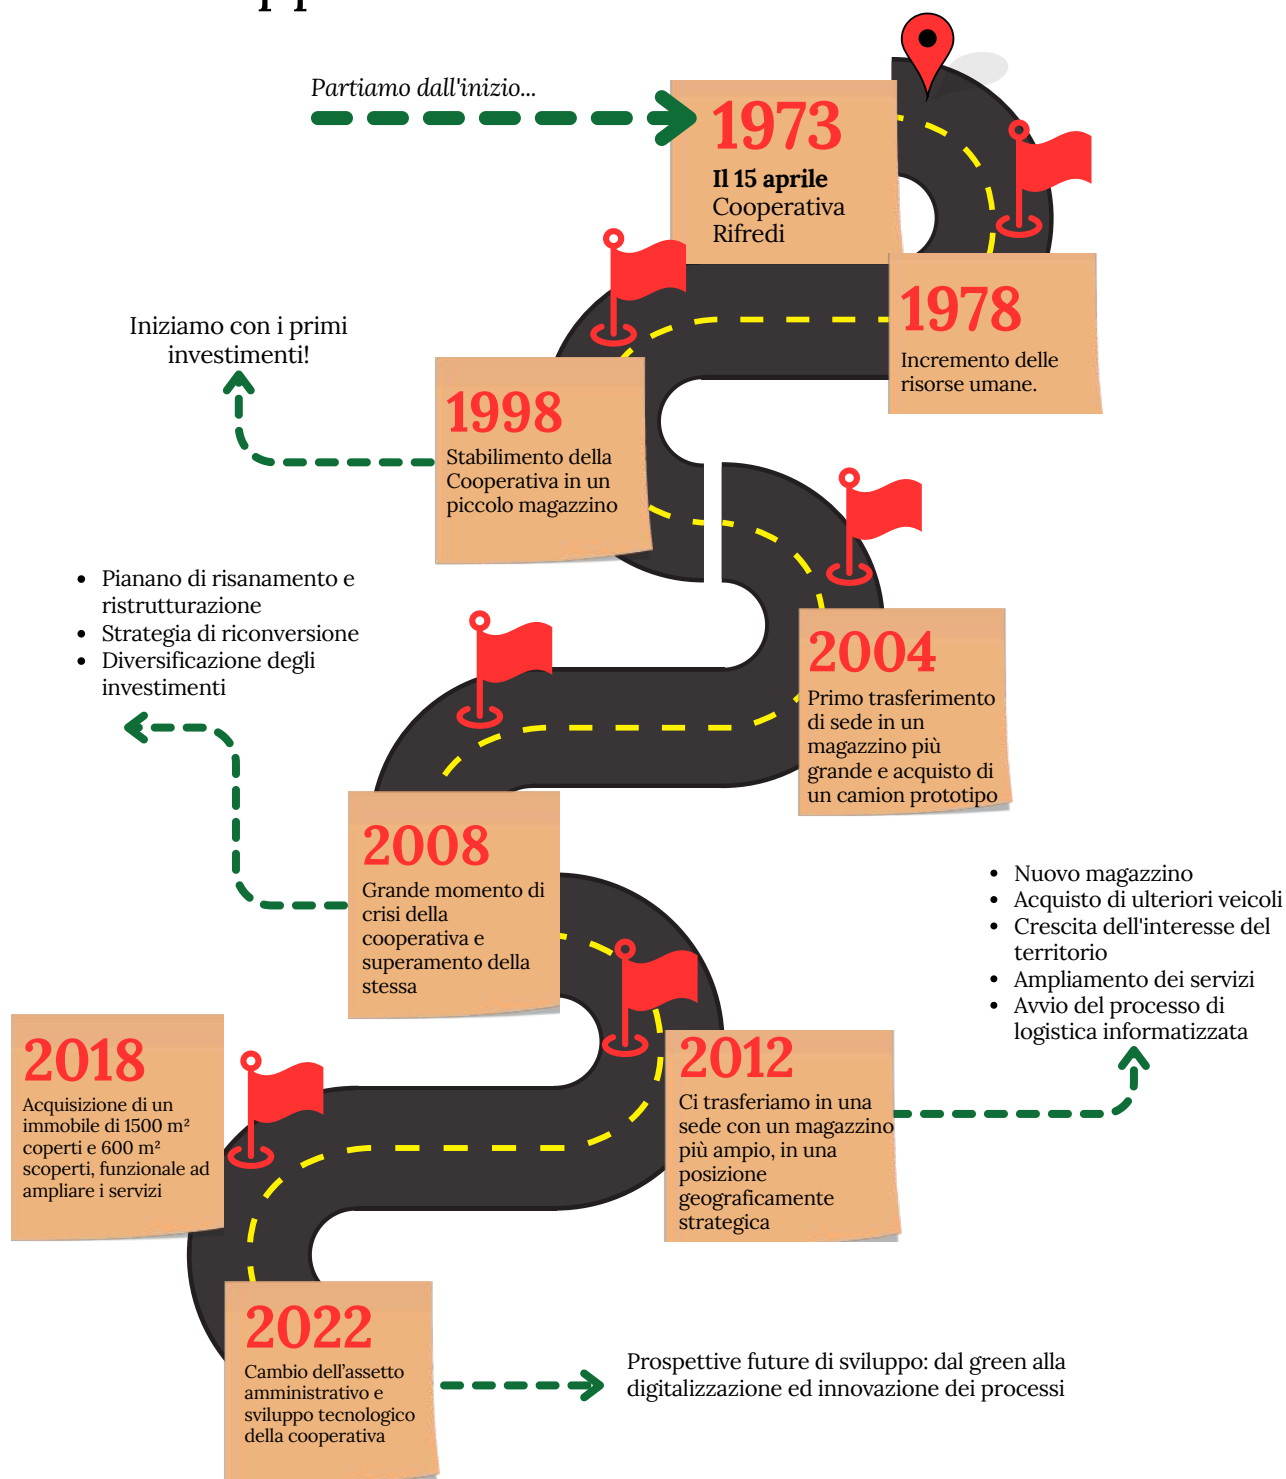 Partiamo dall'inizio...
1973
Il 15 aprile
Cooperativa
Rifredi
1978
Incremento delle
risorse umane.
Iniziamo con i primi
investimenti!
1998
Stabilimento della
Cooperativa in un
piccolo magazzino
2004
Primo trasferimento
di sede in un
magazzino più
grande e acquisto di
un camion prototipo
• Pianano di risanamento e
ristrutturazione
• Strategia di riconversione
• Diversificazione degli
investimenti
2008
Grande momento di
crisi della
cooperativa e
superamento della
stessa
• Nuovo magazzino
• Acquisto di ulteriori veicoli
• Crescita dell'interesse del
territorio
• Ampliamento dei servizi
• Avvio del processo di
logistica informatizzata
2012
Ci trasferiamo in una
sede con un magazzino
più ampio, in una
posizione
geograficamente
strategica
2018
Acquisizione di un
immobile di 1500 m²
coperti e 600 m²
scoperti, funzionale ad
ampliare i servizi
2022
Cambio dell'assetto
amministrativo e
sviluppo tecnologico
della cooperativa
Prospettive future di sviluppo: dal green alla
digitalizzazione ed innovazione dei processi